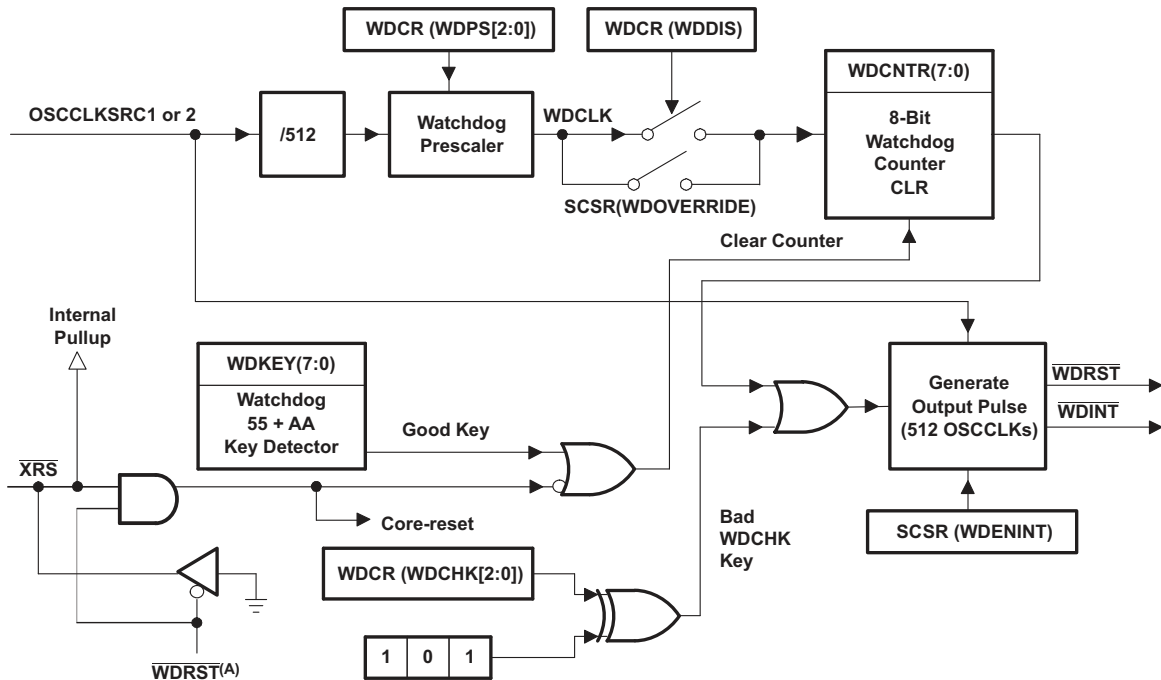 WDCR (WDPS[2:0])
WDCR (WDDIS)
WDCNTR(7:0)
OSCCLKSRC1 or 2
/512
Watchdog
Prescaler
WDCLK
8-Bit
Watchdog
Counter
CLR
SCSR(WDOVERRIDE)
Clear Counter
Internal
Pullup
WDKEY(7:0)
Watchdog
55 + AA
Key Detector
Good Key
Generate
Output Pulse
(512 OSCCLKs)
WDRST
WDINT
XRS
Core-reset
Bad
WDCHK
Key
SCSR (WDENINT)
WDCR (WDCHK[2:0])
1 0 1
WDRST(A)